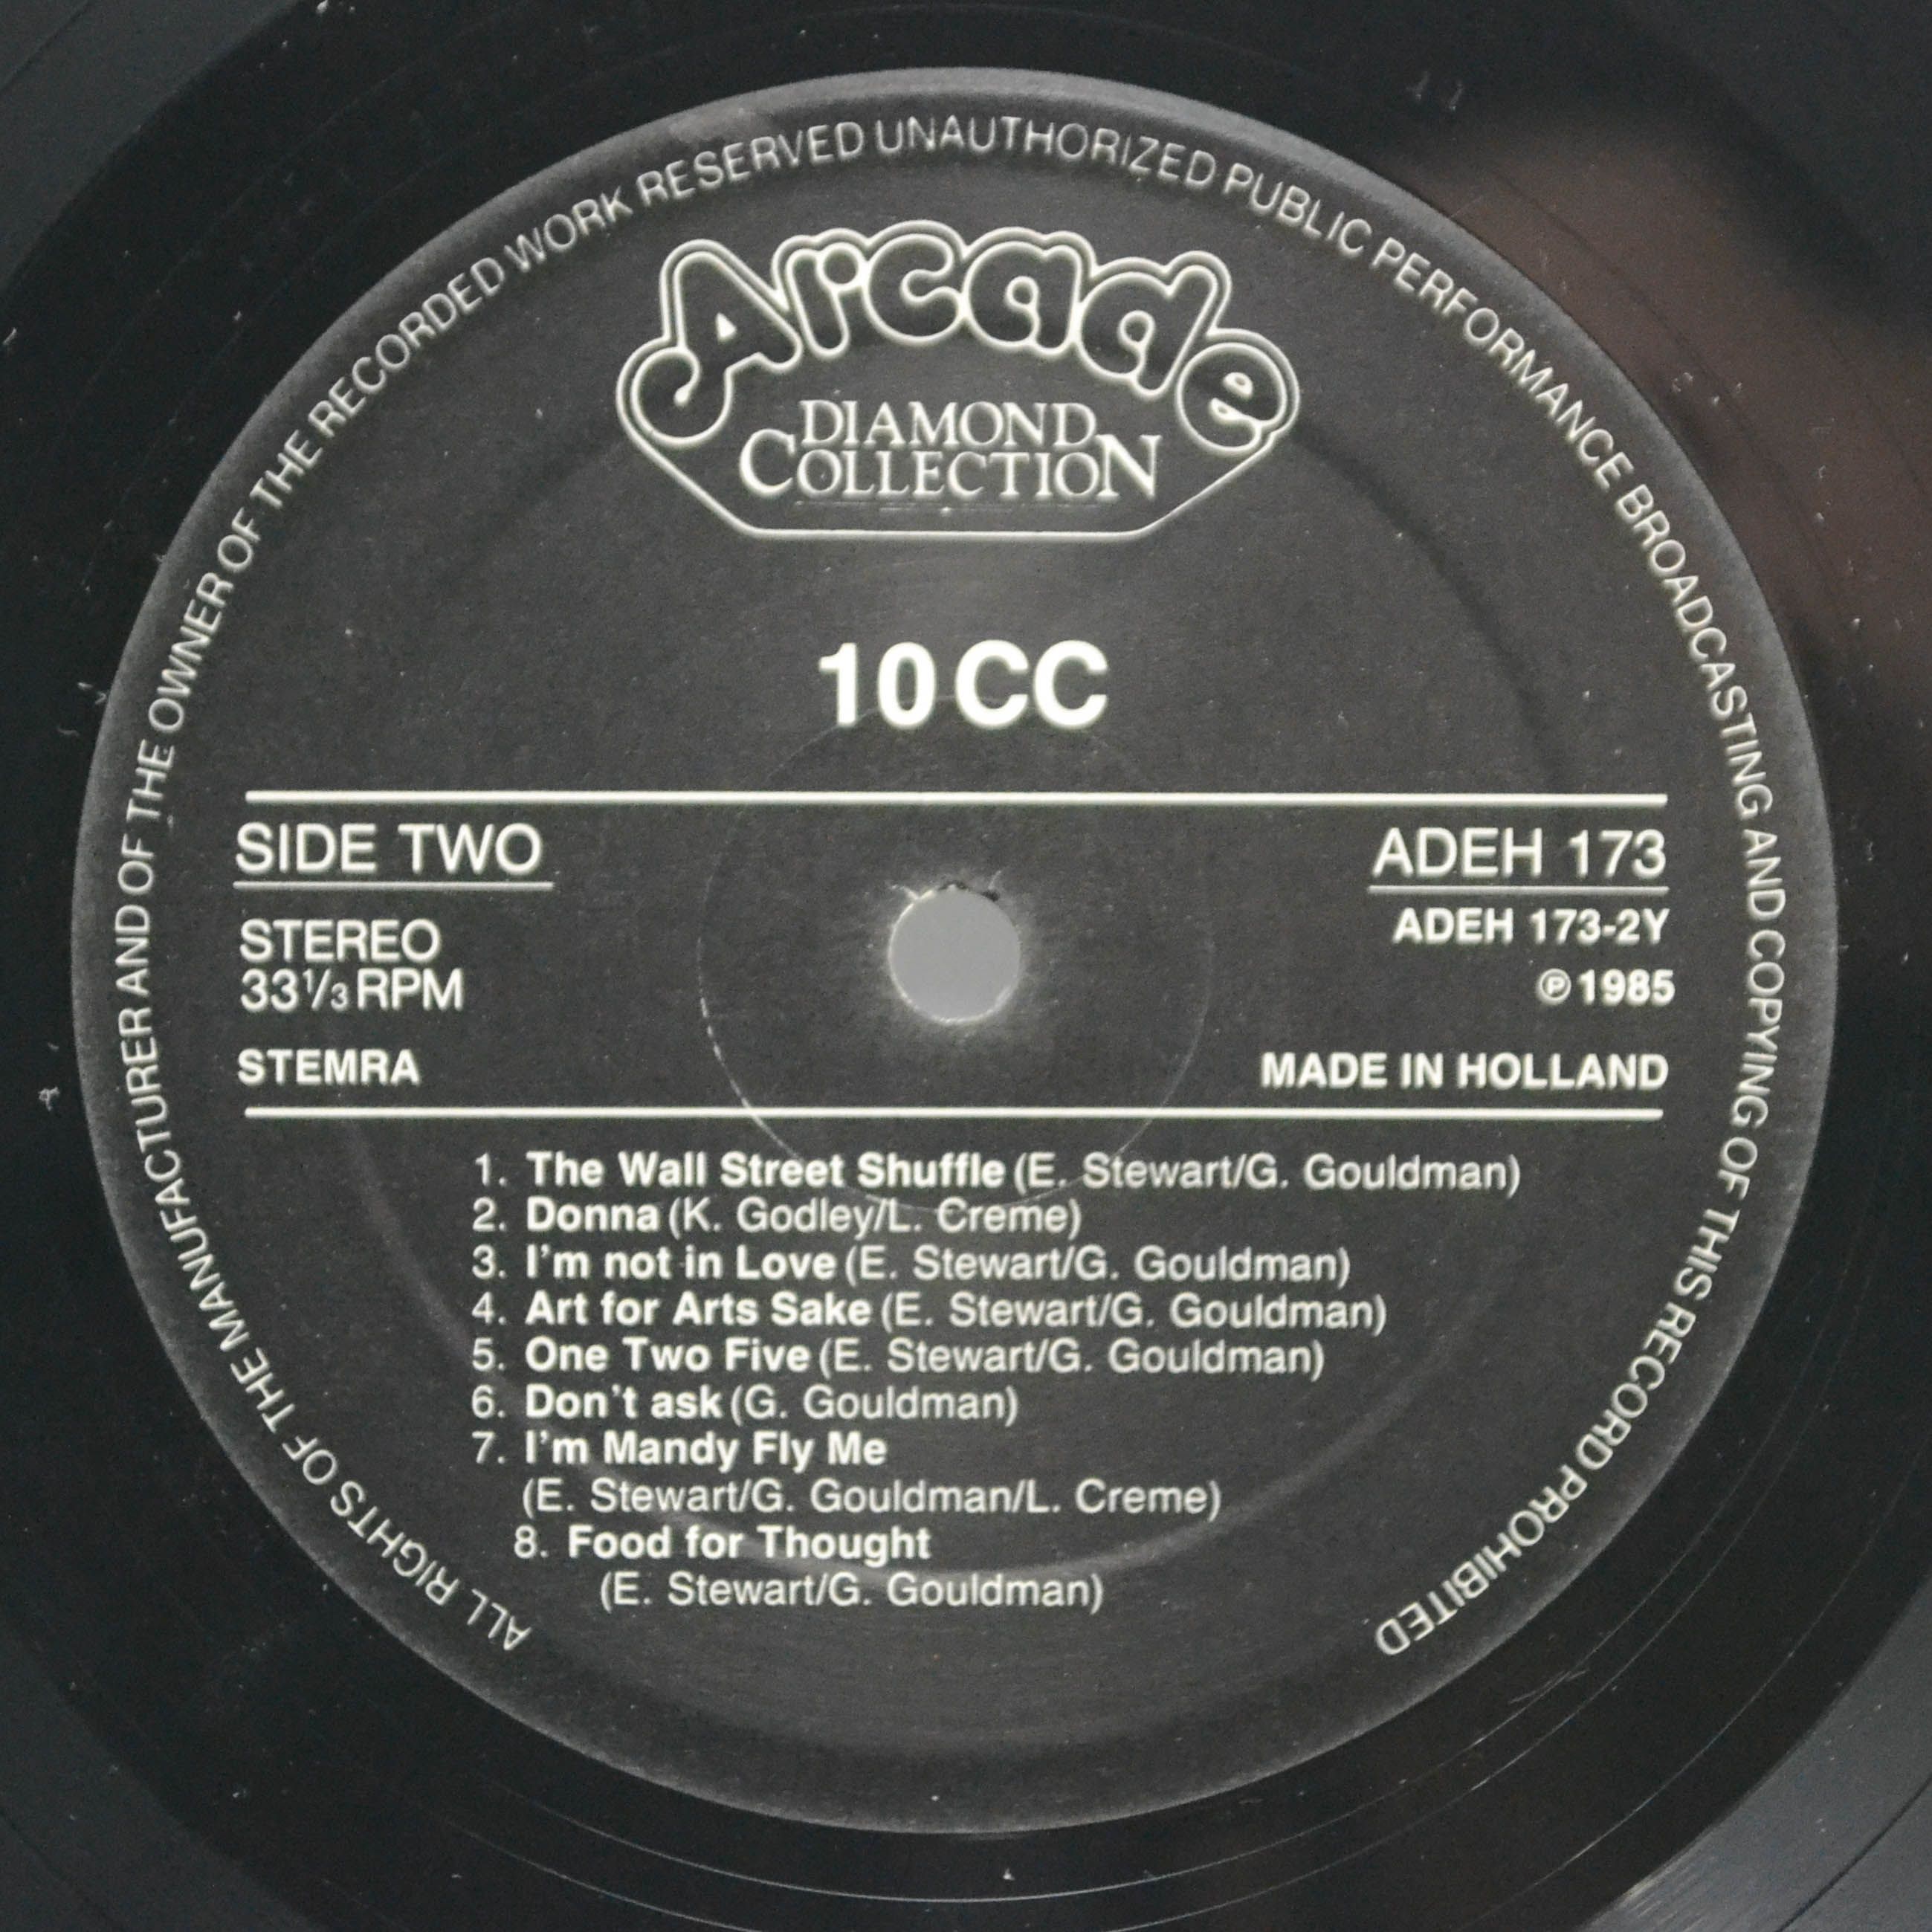 ALL RIGHTS OF THE MANUFACTURER AND OF THE OWNER OF THE RECORDED WORK RESERVED UNAUTHORIZED PUBLIC PERFORMANCE BROADCASTING AND COPYING OF THIS RECORD PROHIBITED
Arcade
DIAMOND
COLLECTION
10 CC
SIDE TWO
ADEH 173
STEREO
ADEH 173-2Y
33 1/3 RPM
℗ 1985
STEMRA
MADE IN HOLLAND
1. The Wall Street Shuffle (E. Stewart/G. Gouldman)
2. Donna (K. Godley/L. Creme)
3. I'm not in Love (E. Stewart/G. Gouldman)
4. Art for Arts Sake (E. Stewart/G. Gouldman)
5. One Two Five (E. Stewart/G. Gouldman)
6. Don't ask (G. Gouldman)
7. I'm Mandy Fly Me
(E. Stewart/G. Gouldman/L. Creme)
8. Food for Thought
(E. Stewart/G. Gouldman)